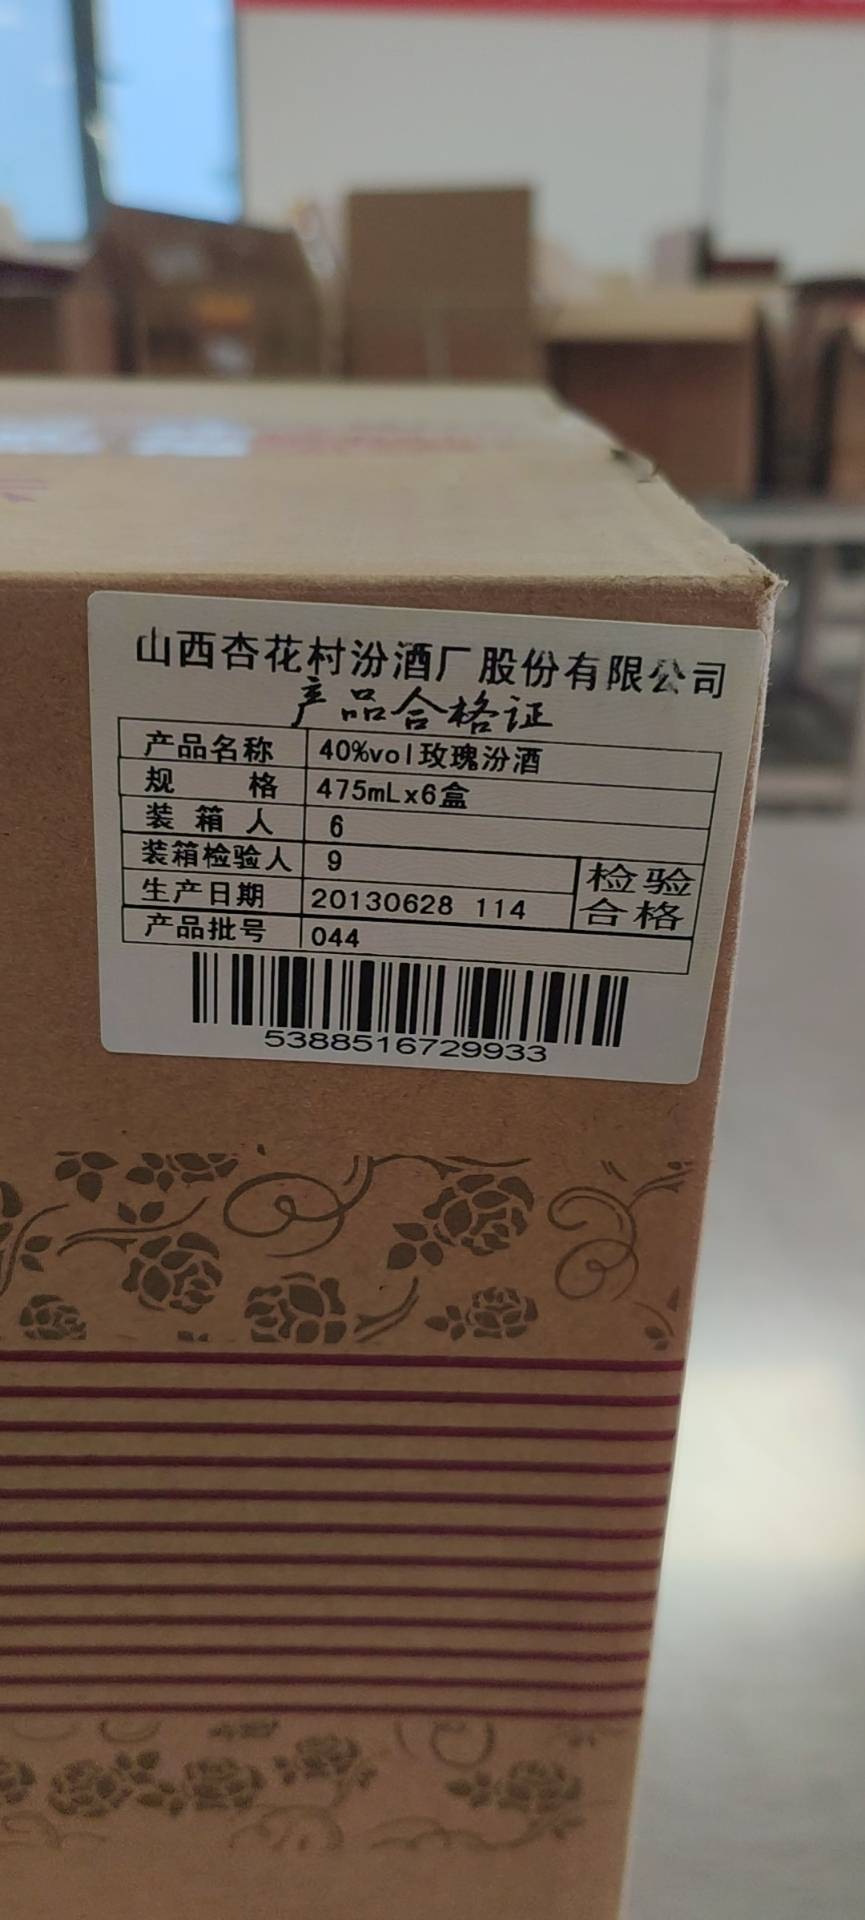 山西杏花村汾酒厂股份有限公司
产品合格证
产品名称 40%vol玫瑰汾酒
规 格 475mLx6盒
装 箱 人 6
装箱检验人 9
检验
合格
生产日期 20130628 114
产品批号 044
5388516729933